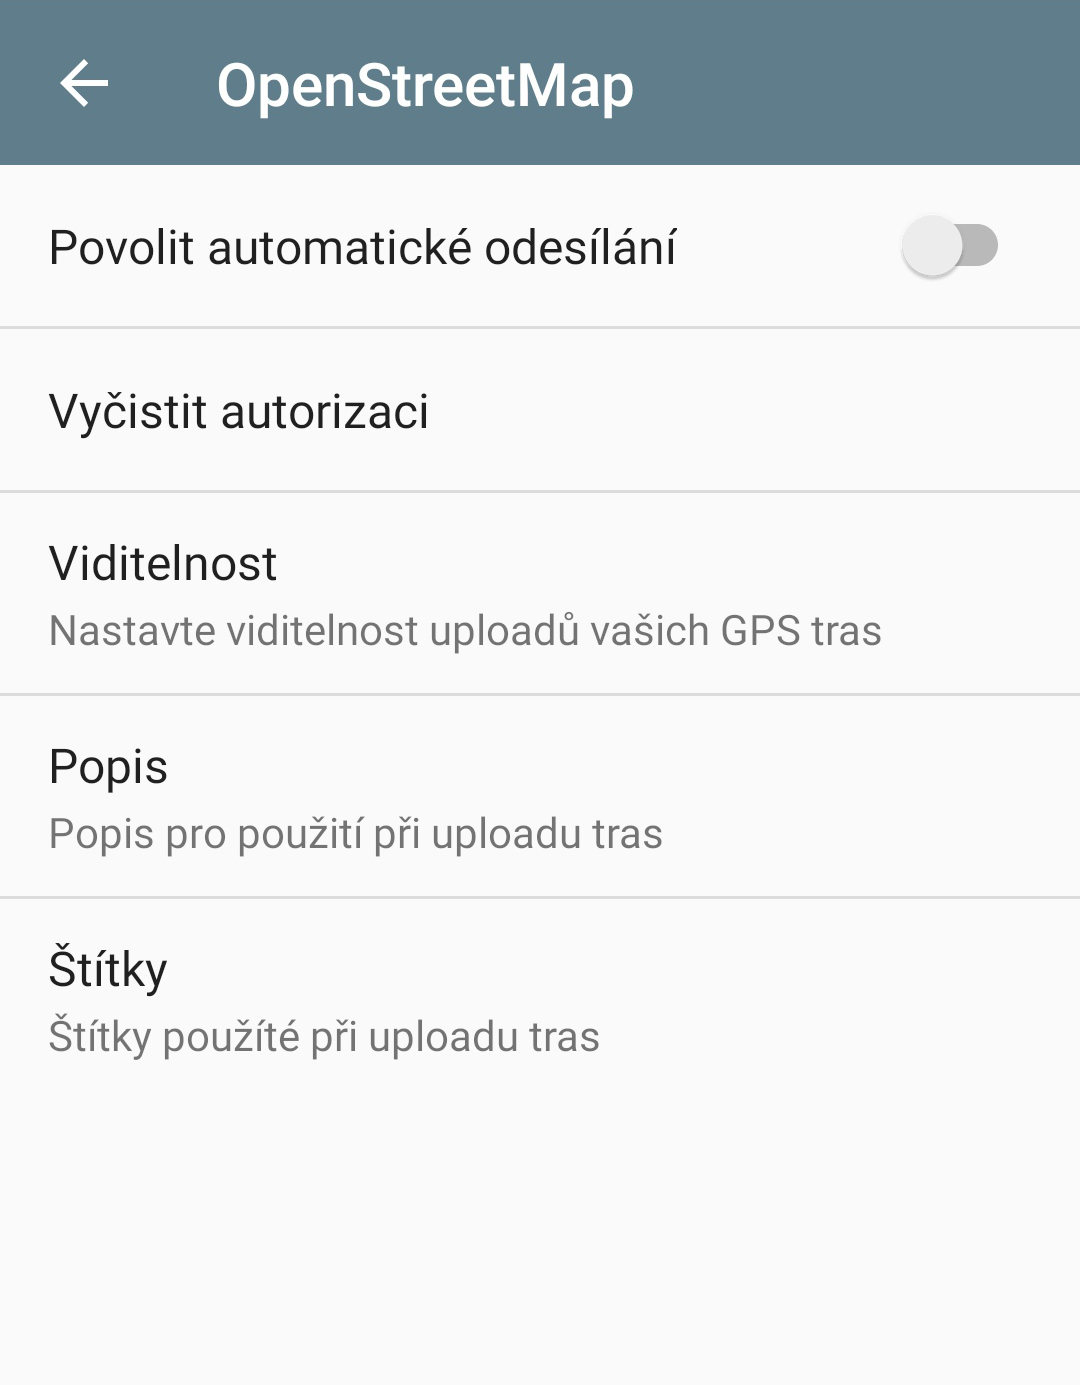 OpenStreetMap
Povolit automatické odesílání
Vyčistit autorizaci
Viditelnost
Nastavte viditelnost uploadů vašich GPS tras
Popis
Popis pro použití při uploadu tras
Štítky
Štítky použíté při uploadu tras